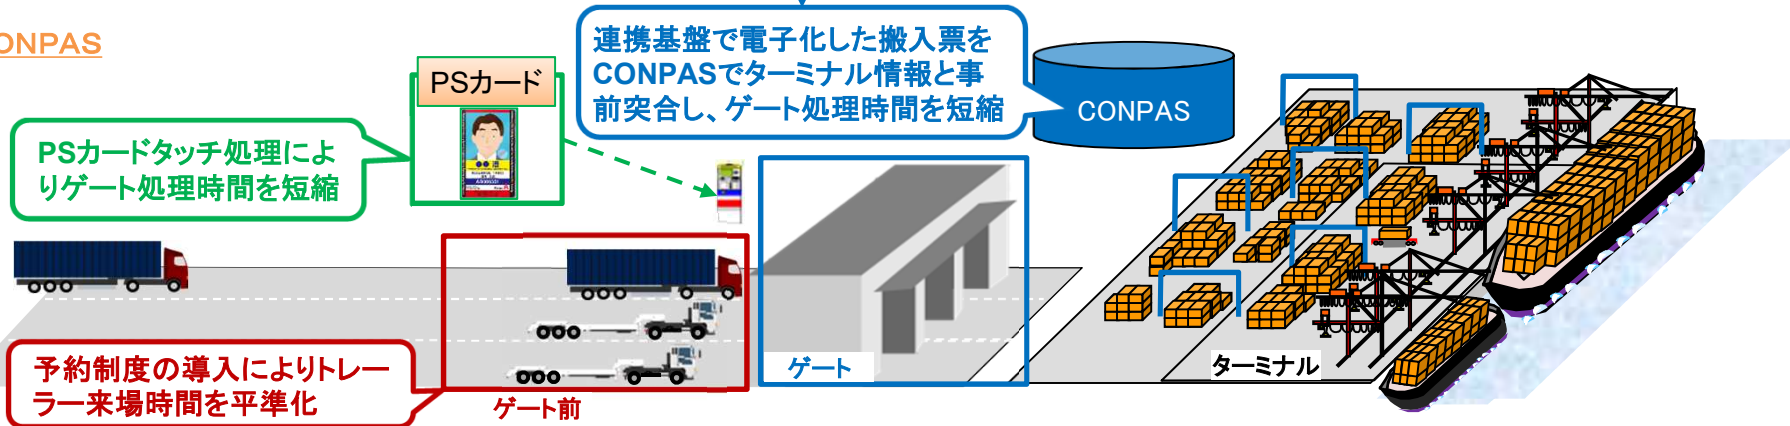 ONPAS
連携基盤で電子化した搬入票を
CONPASでターミナル情報と事
前突合し、ゲート処理時間を短縮
PSカード
CONPAS
PSカードタッチ処理によ
りゲート処理時間を短縮
予約制度の導入によりトレー
ラー来場時間を平準化
ゲート前
ゲート
ターミナル